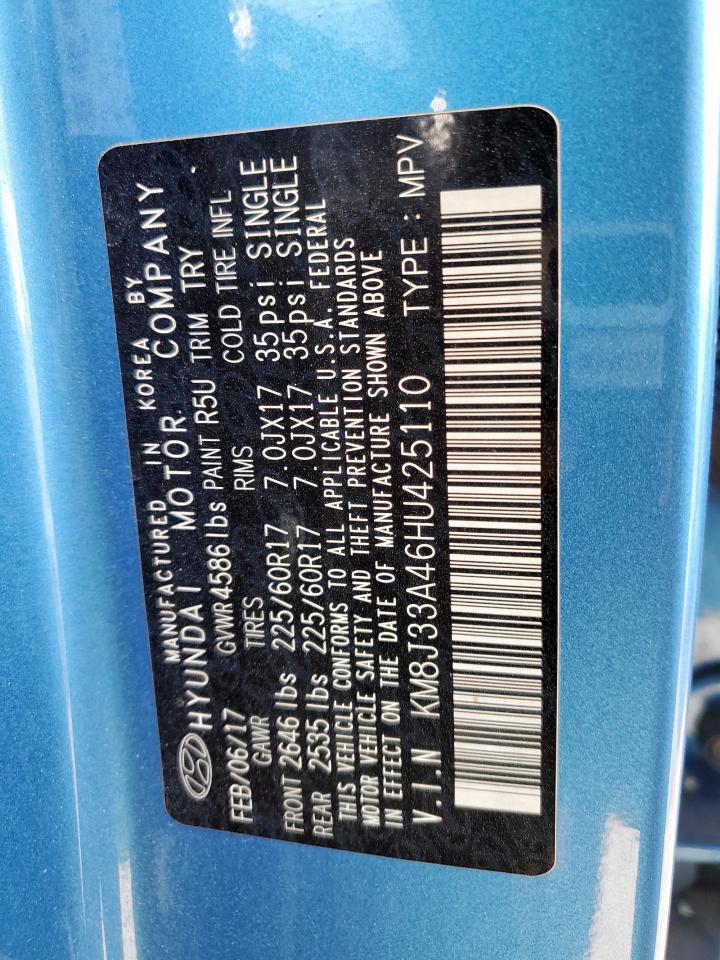 MANUFACTURED IN KOREA BY
HYUNDAI MOTOR COMPANY
FEB/06/17 GVWR 4586 lbs PAINT R5U TRIM TRY
GAWR TIRES RIMS COLD TIRE INFL
FRONT 2646 lbs 225/60R17 7.0JX17 35psi SINGLE
REAR 2535 lbs 225/60R17 7.0JX17 35psi SINGLE
THIS VEHICLE CONFORMS TO ALL APPLICABLE U.S.A. FEDERAL
MOTOR VEHICLE SAFETY AND THEFT PREVENTION STANDARDS
IN EFFECT ON THE DATE OF MANUFACTURE SHOWN ABOVE
V.I.N KM8J33A46HU425110 TYPE : MPV